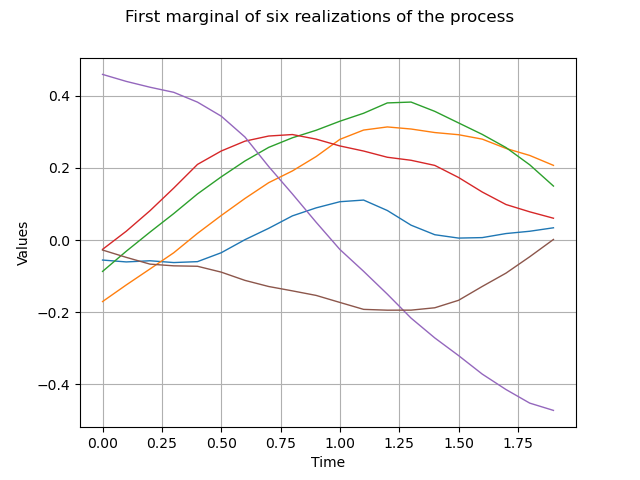 First marginal of six realizations of the process
Values
0.4
0.2
0.0
−0.2
−0.4
0.00 0.25 0.50 0.75 1.00 1.25 1.50 1.75
Time